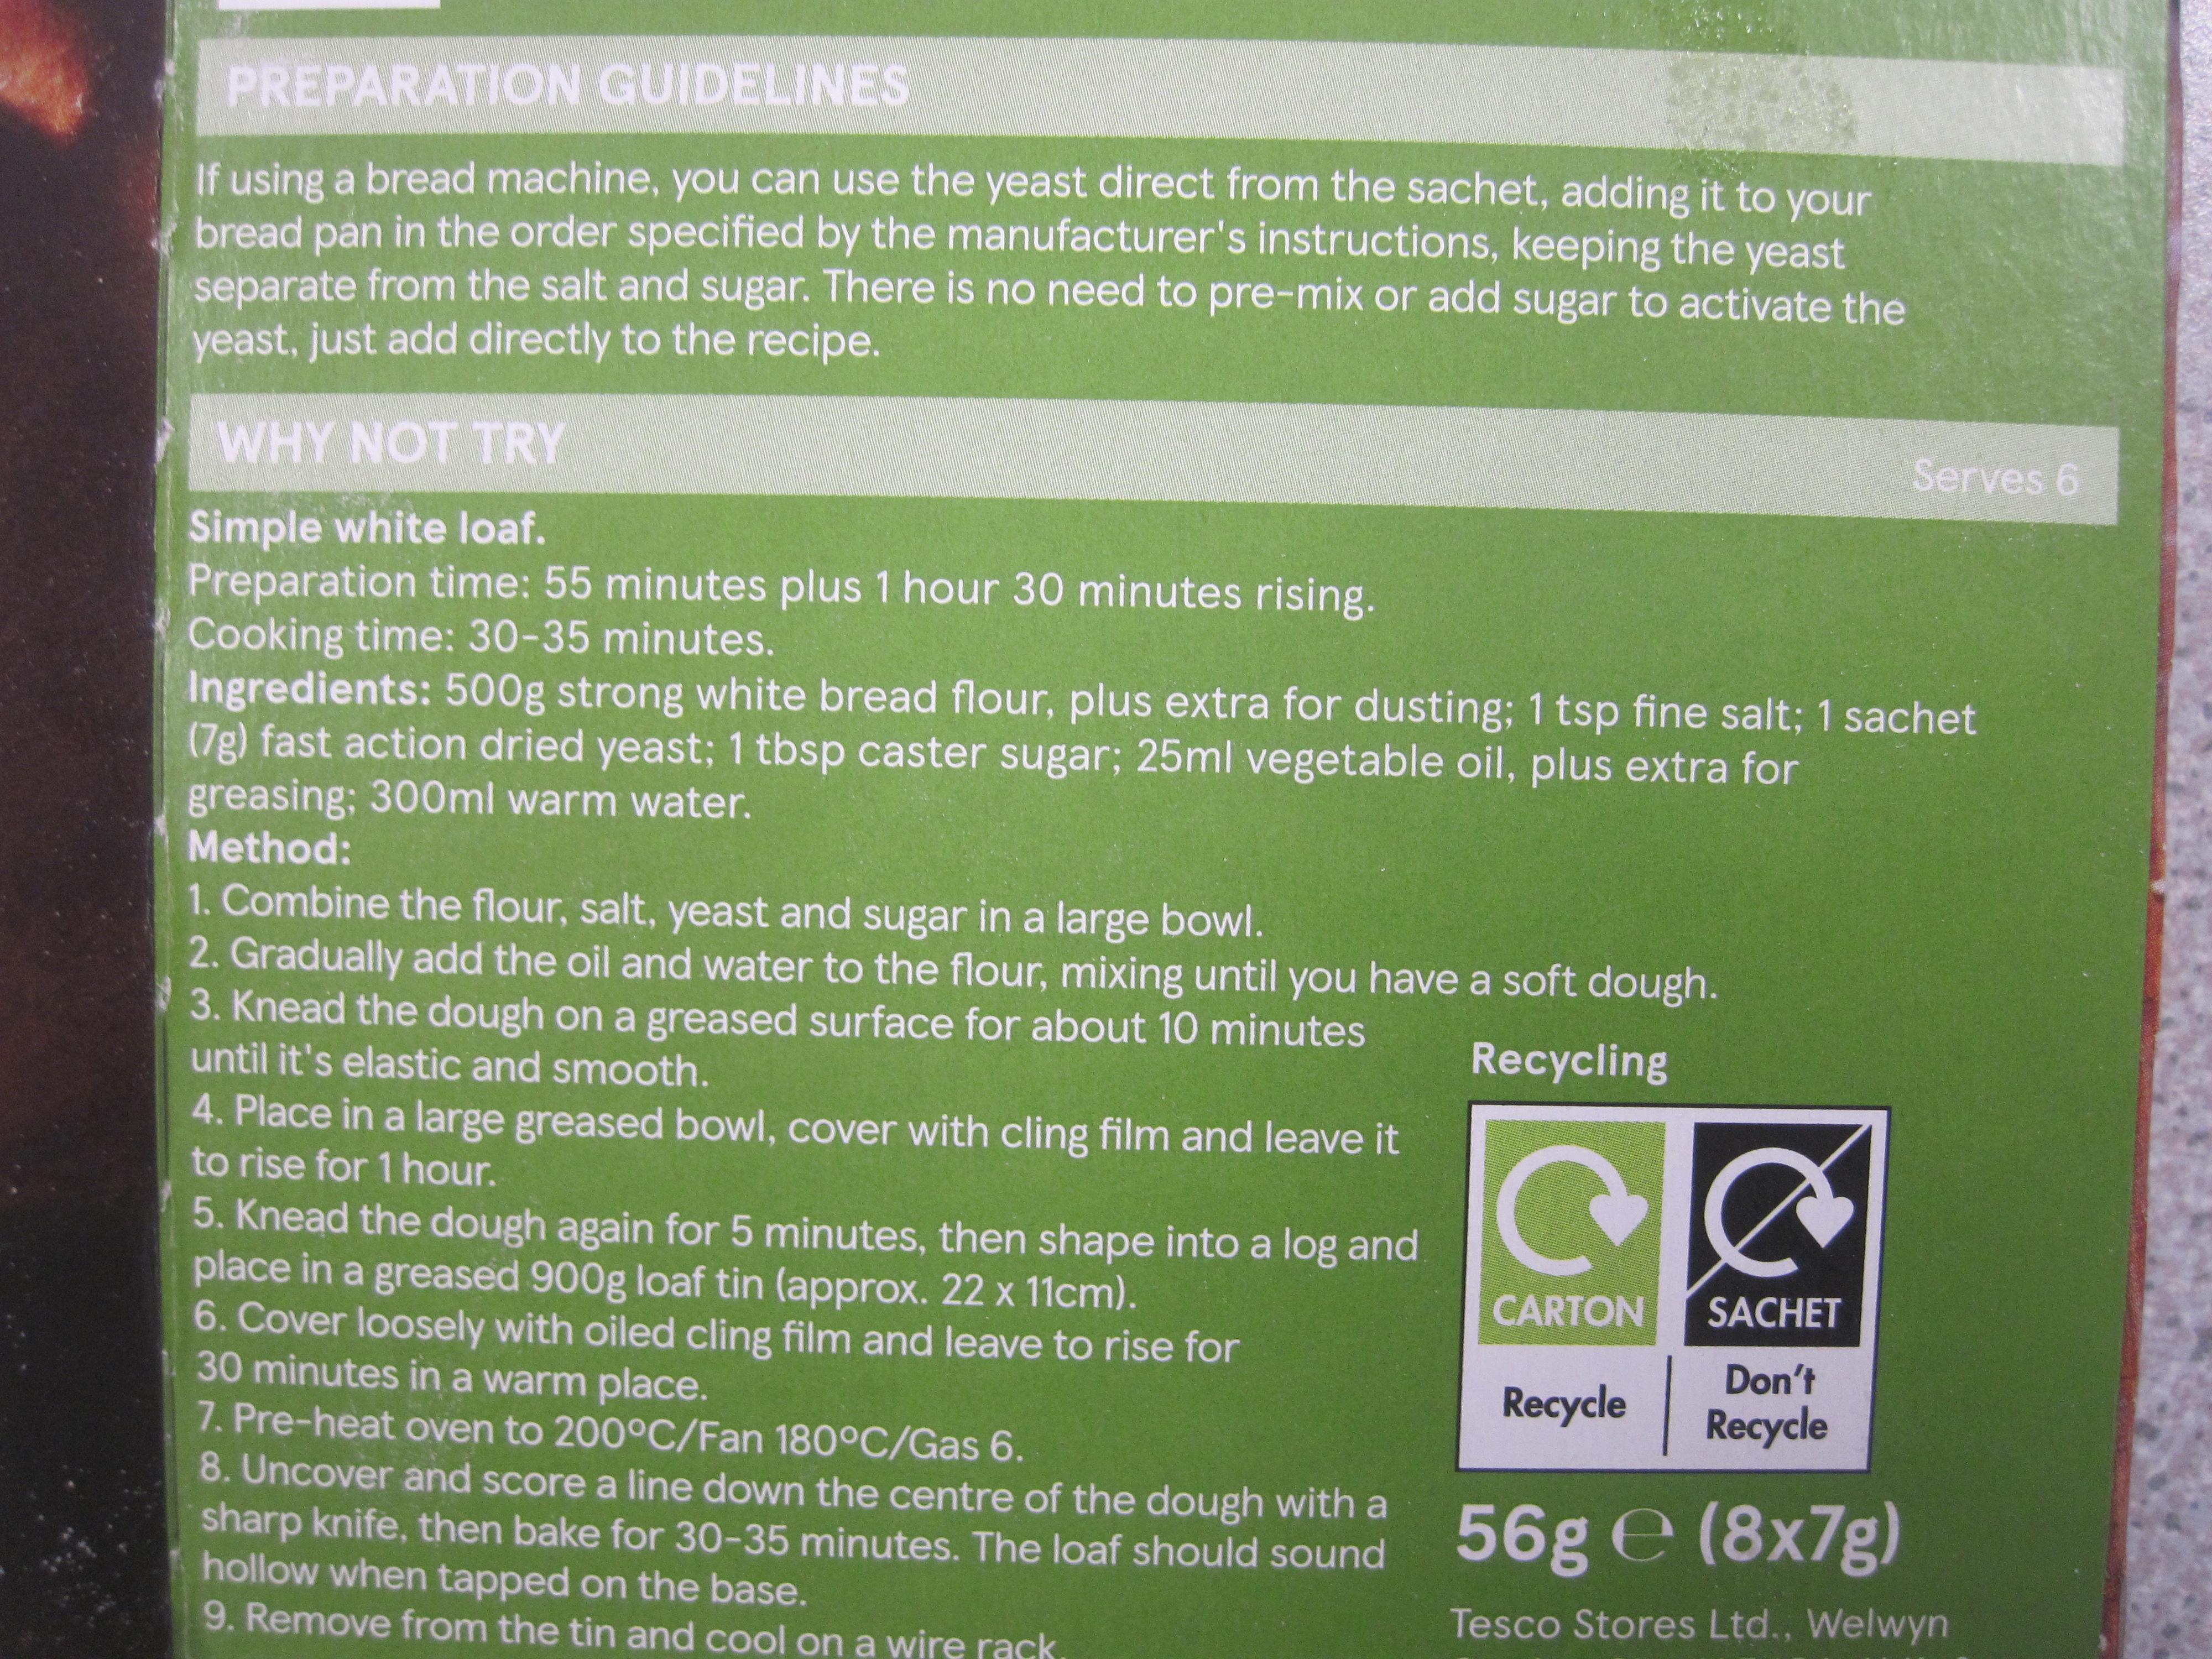 PREPARATION GUIDELINES
If using a bread machine, you can use the yeast direct from the sachet, adding it to your
bread pan in the order specified by the manufacturer's instructions, keeping the yeast
separate from the salt and sugar. There is no need to pre-mix or add sugar to activate the
yeast, just add directly to the recipe.
WHY NOT TRY
Serves 6
Simple white loaf.
Preparation time: 55 minutes plus 1 hour 30 minutes rising.
Cooking time: 30-35 minutes.
Ingredients: 500g strong white bread flour, plus extra for dusting; 1 tsp fine salt; 1 sachet
(7g) fast action dried yeast; 1 tbsp caster sugar; 25ml vegetable oil, plus extra for
greasing; 300ml warm water.
Method:
1. Combine the flour, salt, yeast and sugar in a large bowl.
2. Gradually add the oil and water to the flour, mixing until you have a soft dough.
3. Knead the dough on a greased surface for about 10 minutes
until it's elastic and smooth.
4. Place in a large greased bowl, cover with cling film and leave it
to rise for 1 hour.
5. Knead the dough again for 5 minutes, then shape into a log and
place in a greased 900g loaf tin (approx. 22 x 11cm).
6. Cover loosely with oiled cling film and leave to rise for
30 minutes in a warm place.
7. Pre-heat oven to 200ºC/Fan 180ºC/Gas 6.
8. Uncover and score a line down the centre of the dough with a
sharp knife, then bake for 30-35 minutes. The loaf should sound
hollow when tapped on the base.
9. Remove from the tin and cool on a wire rack.
Recycling
CARTON
SACHET
Recycle
Don't
Recycle
56g ℮ (8x7g)
Tesco Stores Ltd., Welwyn